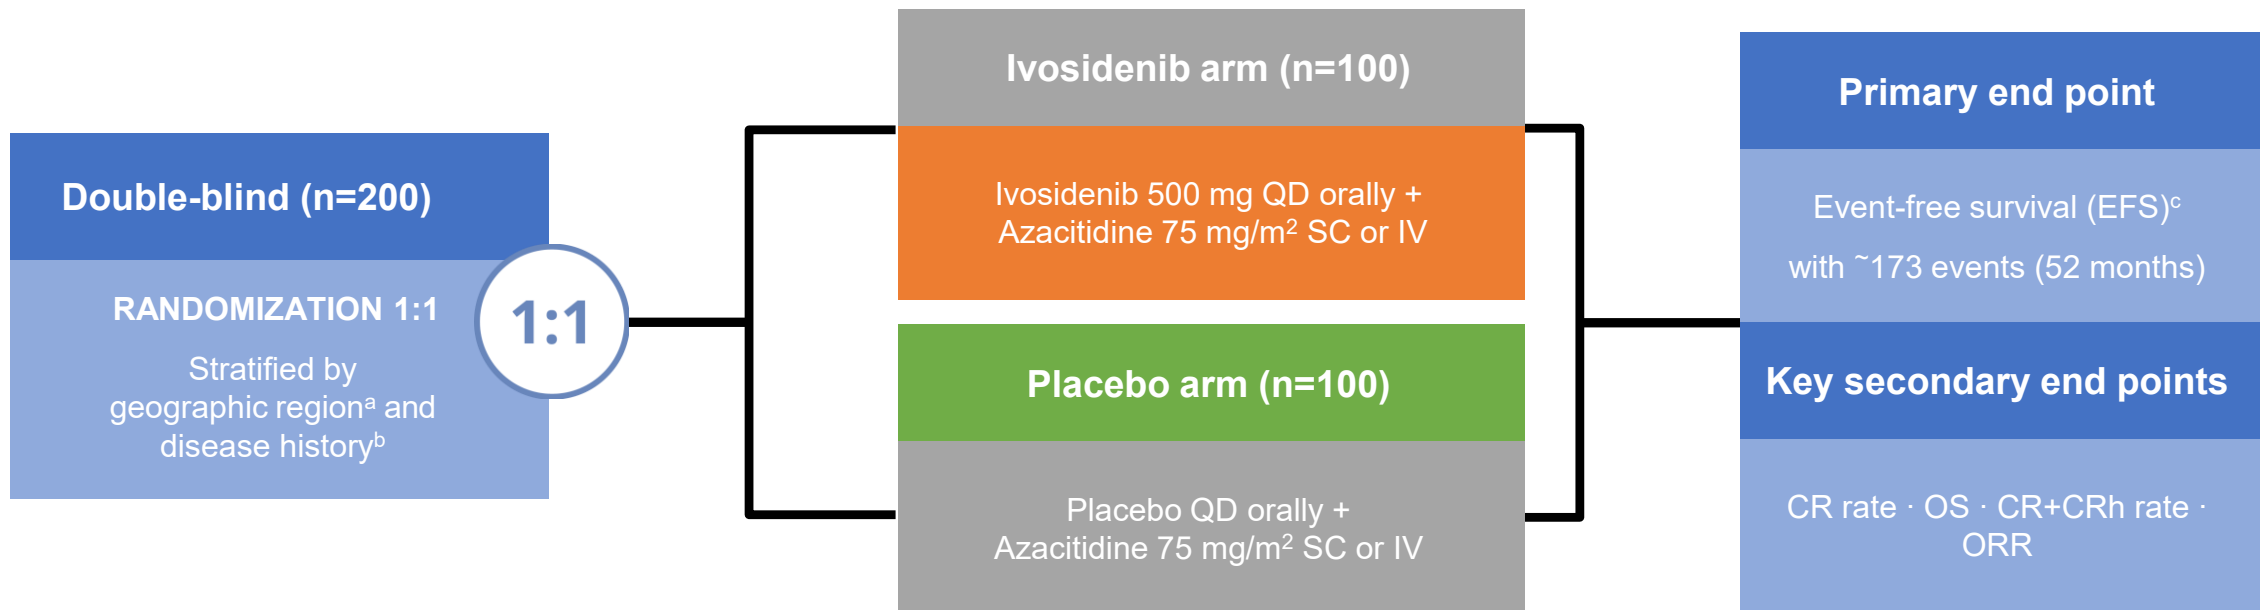 Double-blind (n=200)
RANDOMIZATION 1:1
Stratified by
geographic regionᵃ and
disease historyᵇ
1:1
Ivosidenib arm (n=100)
Ivosidenib 500 mg QD orally +
Azacitidine 75 mg/m² SC or IV
Placebo arm (n=100)
Placebo QD orally +
Azacitidine 75 mg/m² SC or IV
Primary end point
Event-free survival (EFS)ᶜ
with ~173 events (52 months)
Key secondary end points
CR rate · OS · CR+CRh rate ·
ORR